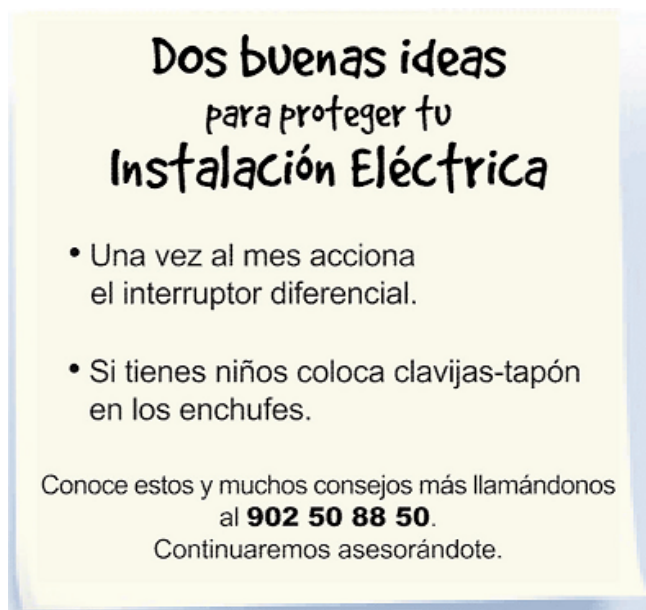 Dos buenas ideas
para proteger tu
Instalación Eléctrica
• Una vez al mes acciona
el interruptor diferencial.
• Si tienes niños coloca clavijas-tapón
en los enchufes.
Conoce estos y muchos consejos más llamándonos
al 902 50 88 50.
Continuaremos asesorándote.